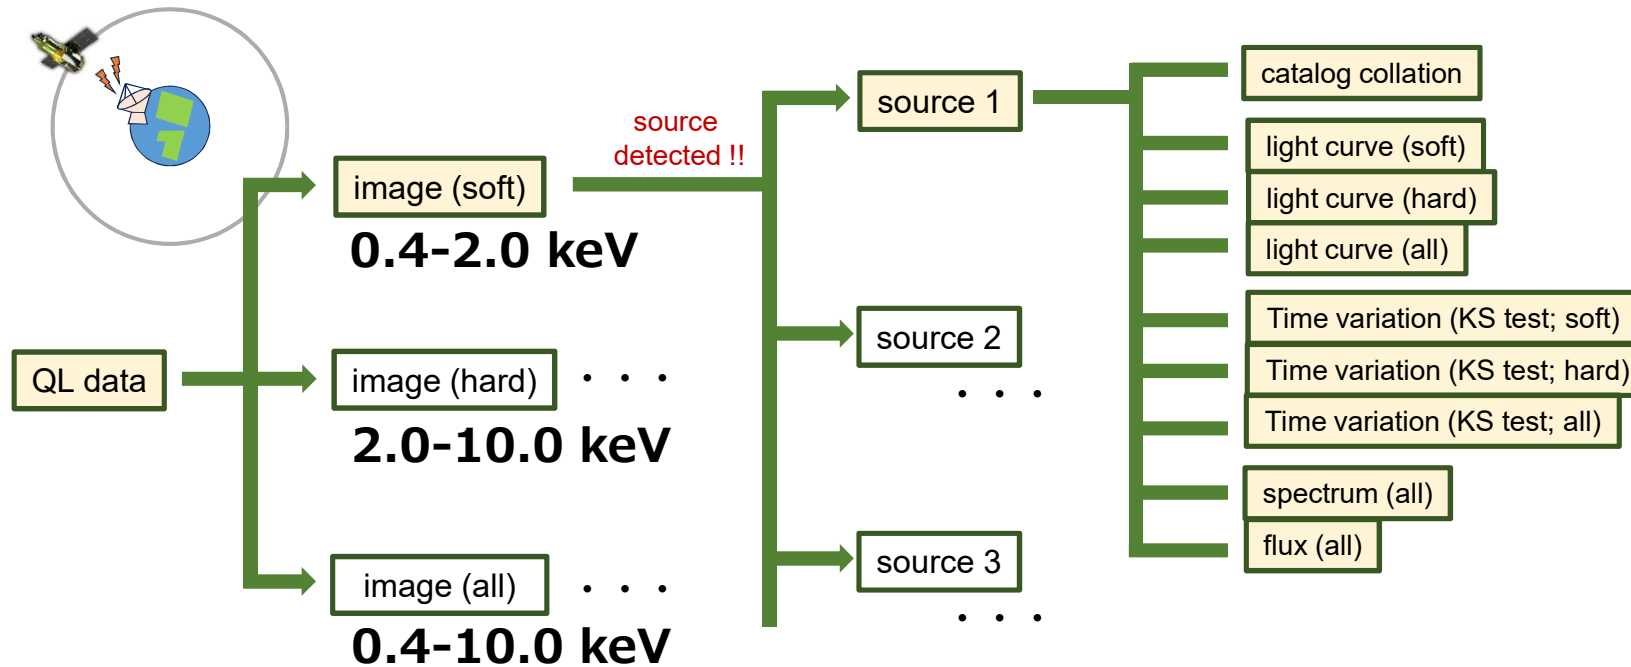 QL data
image (soft)
0.4-2.0 keV
image (hard)
· · ·
2.0-10.0 keV
image (all)
· · ·
0.4-10.0 keV
source
detected !!
source 1
source 2
· · ·
source 3
· · ·
catalog collation
light curve (soft)
light curve (hard)
light curve (all)
Time variation (KS test; soft)
Time variation (KS test; hard)
Time variation (KS test; all)
spectrum (all)
flux (all)